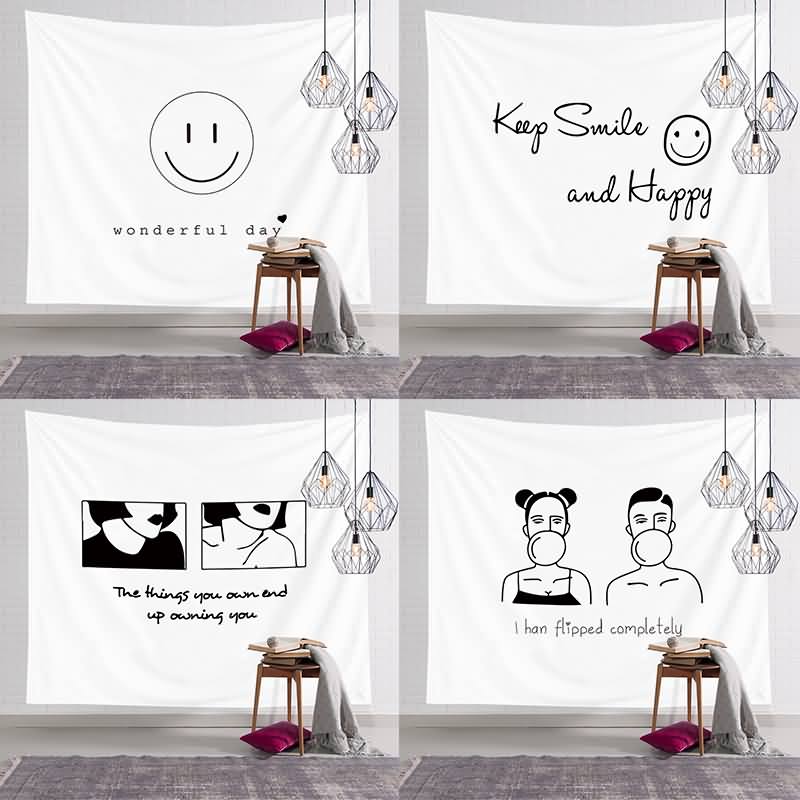 wonderful day
Keep Smile
and Happy
The things you own end
up owning you
I han flipped completely